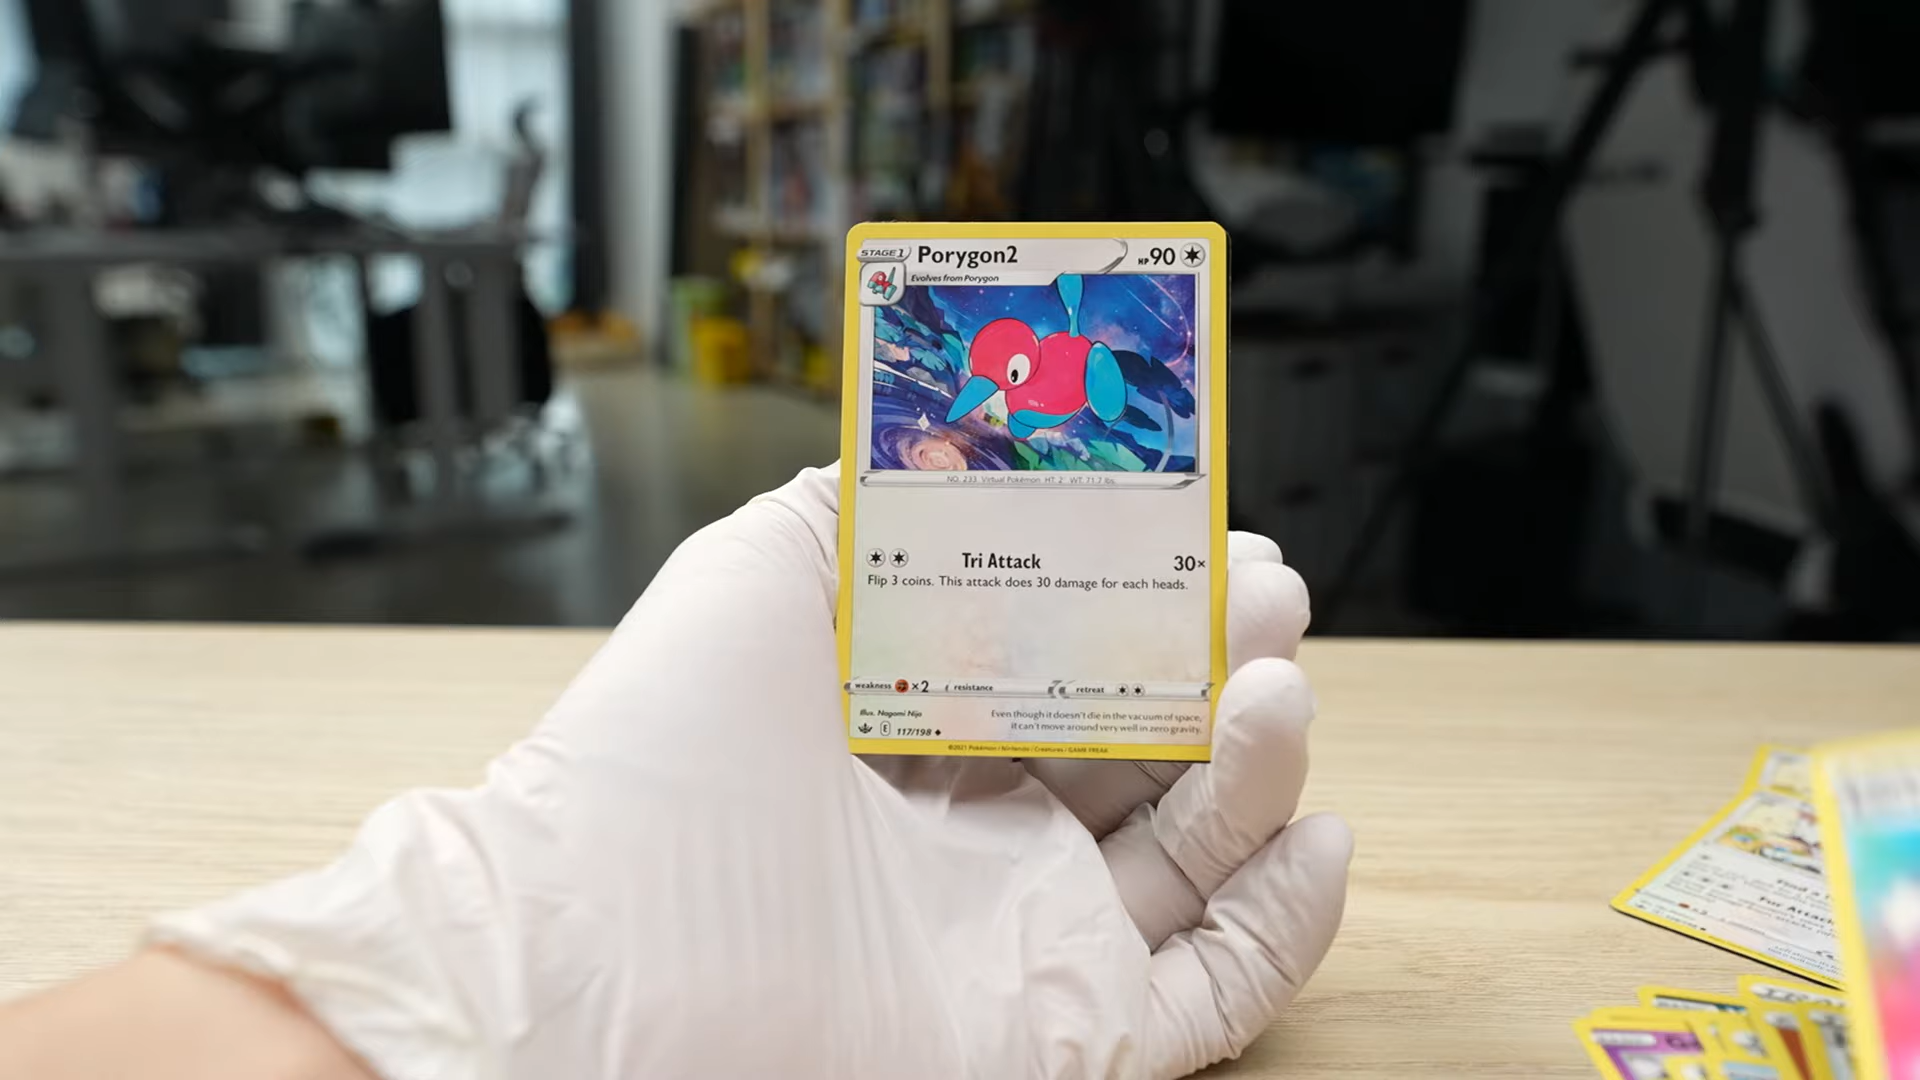 STAGE 1 Porygon2 HP 90
Evolves from Porygon
NO. 233 Virtual Pokémon HT: 2' WT: 71.7 lbs.
Tri Attack 30×
Flip 3 coins. This attack does 30 damage for each heads.
weakness ×2 resistance retreat
Illus. Nagomi Nijo
Even though it doesn't die in the vacuum of space,
it can't move around very well in zero gravity.
E 117/198
©2021 Pokémon / Nintendo / Creatures / GAME FREAK
Find a
Fur Attack